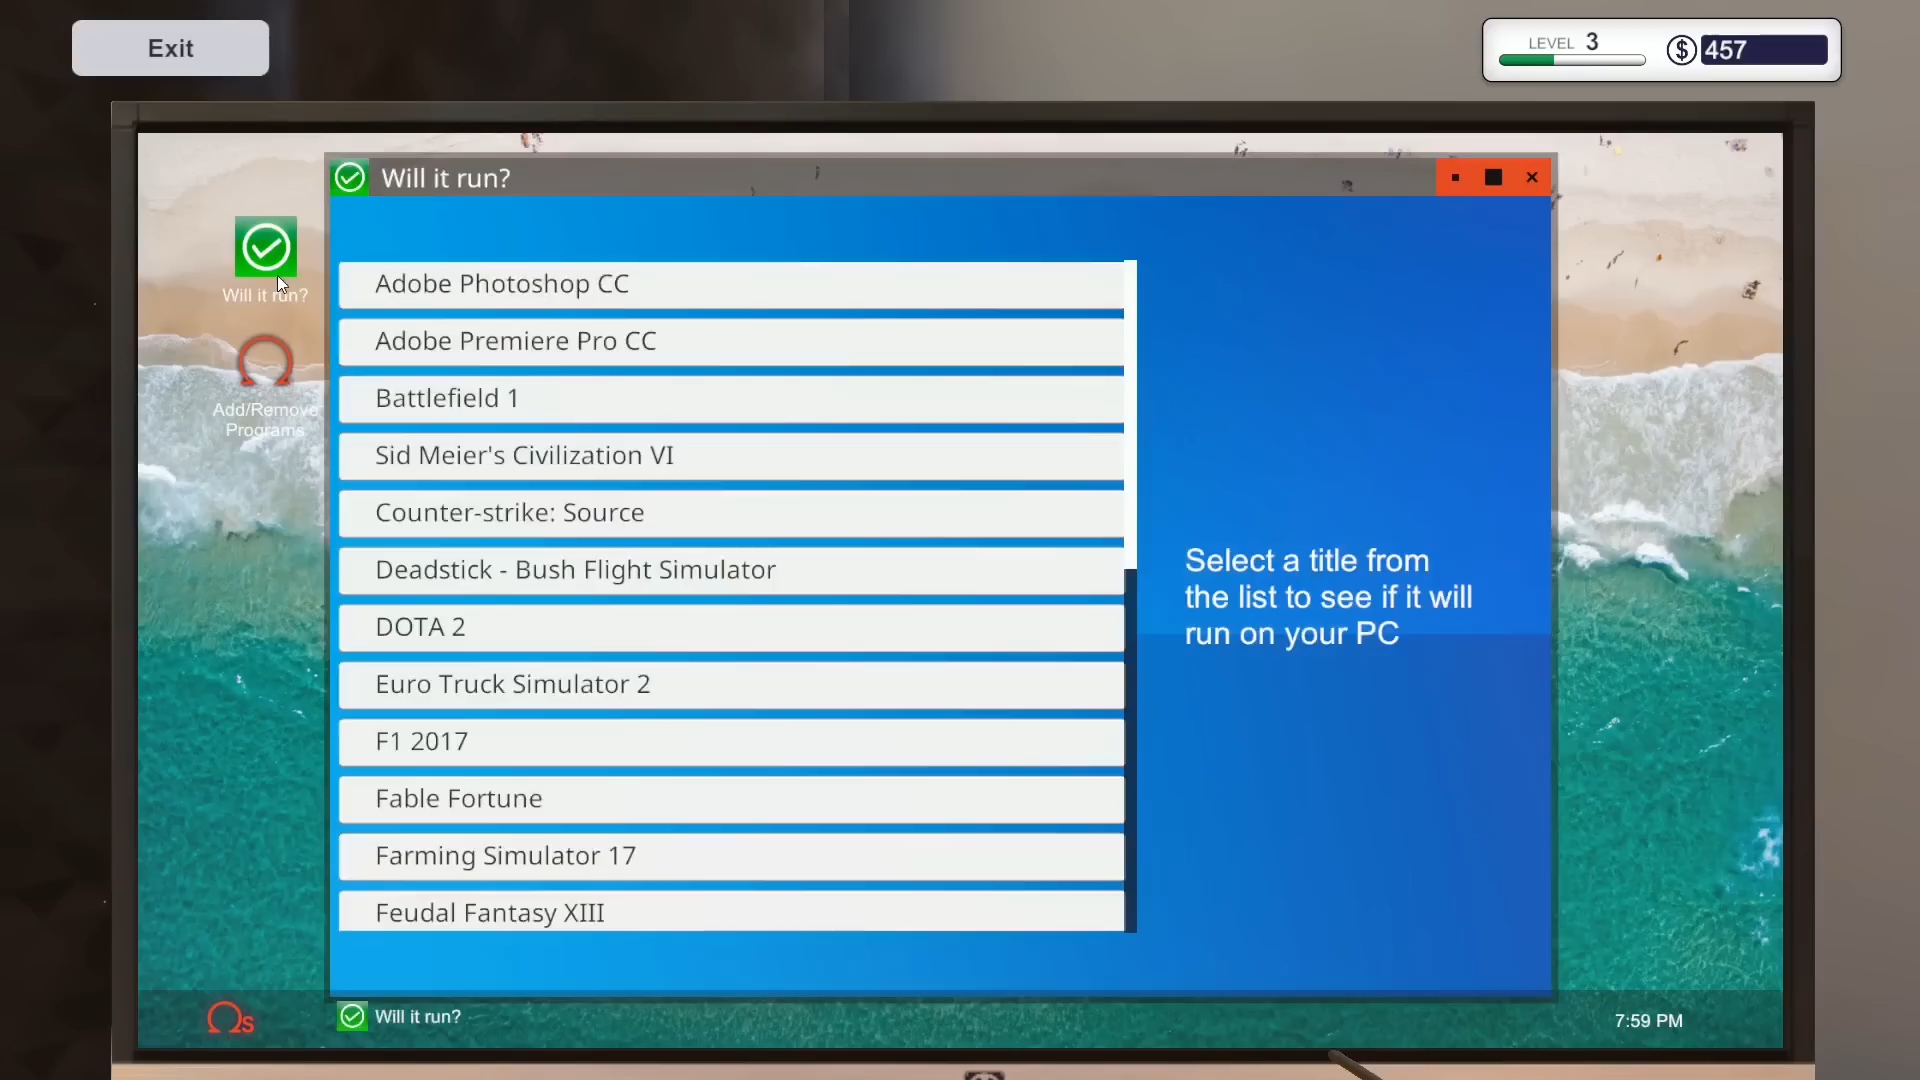 Exit
LEVEL 3
$ 457
Will it run?
Will it run?
Add/Remove
Programs
Adobe Photoshop CC
Adobe Premiere Pro CC
Battlefield 1
Sid Meier's Civilization VI
Counter-strike: Source
Deadstick - Bush Flight Simulator
DOTA 2
Euro Truck Simulator 2
F1 2017
Fable Fortune
Farming Simulator 17
Feudal Fantasy XIII
Select a title from
the list to see if it will
run on your PC
Ωs
Will it run?
7:59 PM